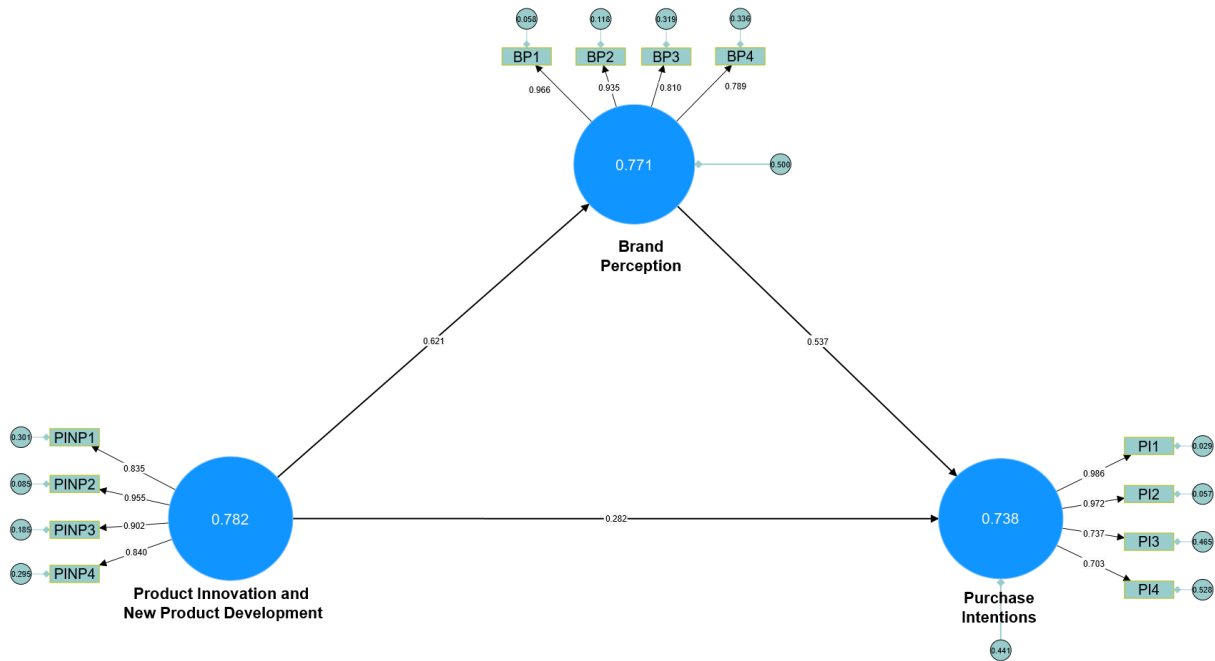 0.058
0.118
0.319
0.336
BP1
BP2
BP3
BP4
0.966
0.935
0.810
0.789
0.771
0.500
Brand
Perception
0.621
0.537
0.301
PINP1
0.835
0.085
PINP2
0.955
0.185
PINP3
0.902
0.295
PINP4
0.840
0.782
Product Innovation and
New Product Development
0.282
0.738
Purchase
Intentions
0.441
0.986
PI1
0.029
0.972
PI2
0.057
0.737
PI3
0.465
0.703
PI4
0.528